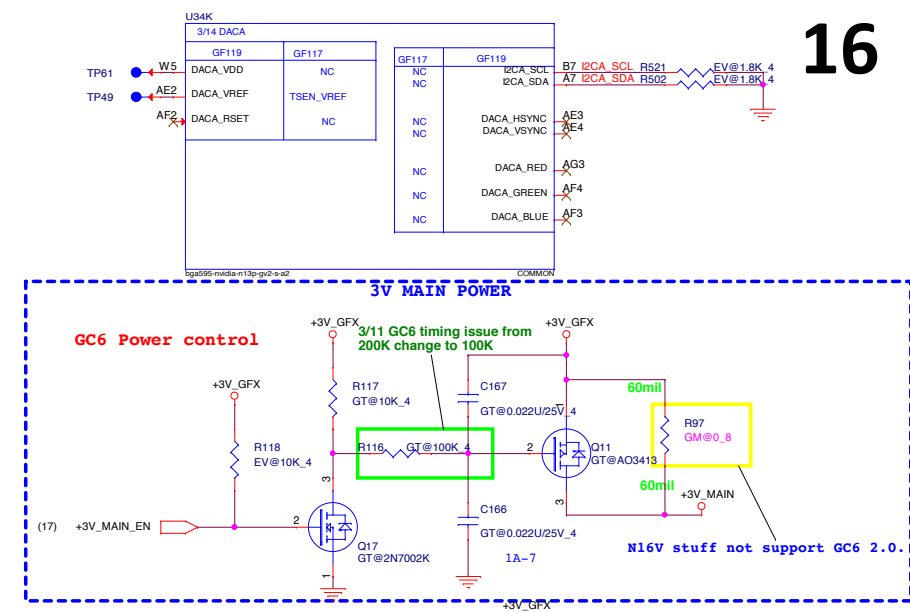 16
U34K
3/14 DACA
GF119 GF117
TP61 W5 DACA_VDD NC
TP49 AE2 DACA_VREF TSEN_VREF
AF2 DACA_RSET NC
GF117 GF119
NC I2CA_SCL B7 I2CA_SCL R521 EV@1.8K_4
NC I2CA_SDA A7 I2CA_SDA R502 EV@1.8K_4
NC DACA_HSYNC AE3
NC DACA_VSYNC AE4
NC DACA_RED AG3
NC DACA_GREEN AF4
NC DACA_BLUE AF3
bga595-nvidia-n13p-gv2-s-a2 COMMON
3V MAIN POWER
GC6 Power control
+3V_GFX
3/11 GC6 timing issue from
200K change to 100K
+3V_GFX
+3V_GFX
R117
GT@10K_4
C167
GT@0.022U/25V_4
60mil
R97
GM@0_8
R118
EV@10K_4
R116 GT@100K_4
2
1
Q11
GT@AO3413
3
60mil
+3V_MAIN
(17) +3V_MAIN_EN
2
3
1
Q17
GT@2N7002K
C166
GT@0.022U/25V_4
1A-7
N16V stuff not support GC6 2.0.
+3V_GFX